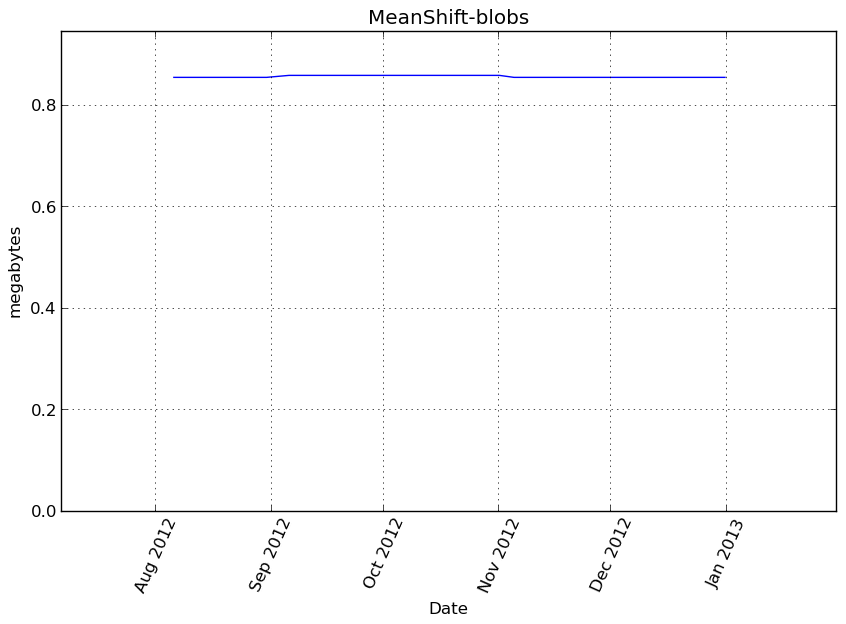 MeanShift-blobs
megabytes
0.8
0.6
0.4
0.2
0.0
Aug 2012
Sep 2012
Oct 2012
Nov 2012
Dec 2012
Jan 2013
Date